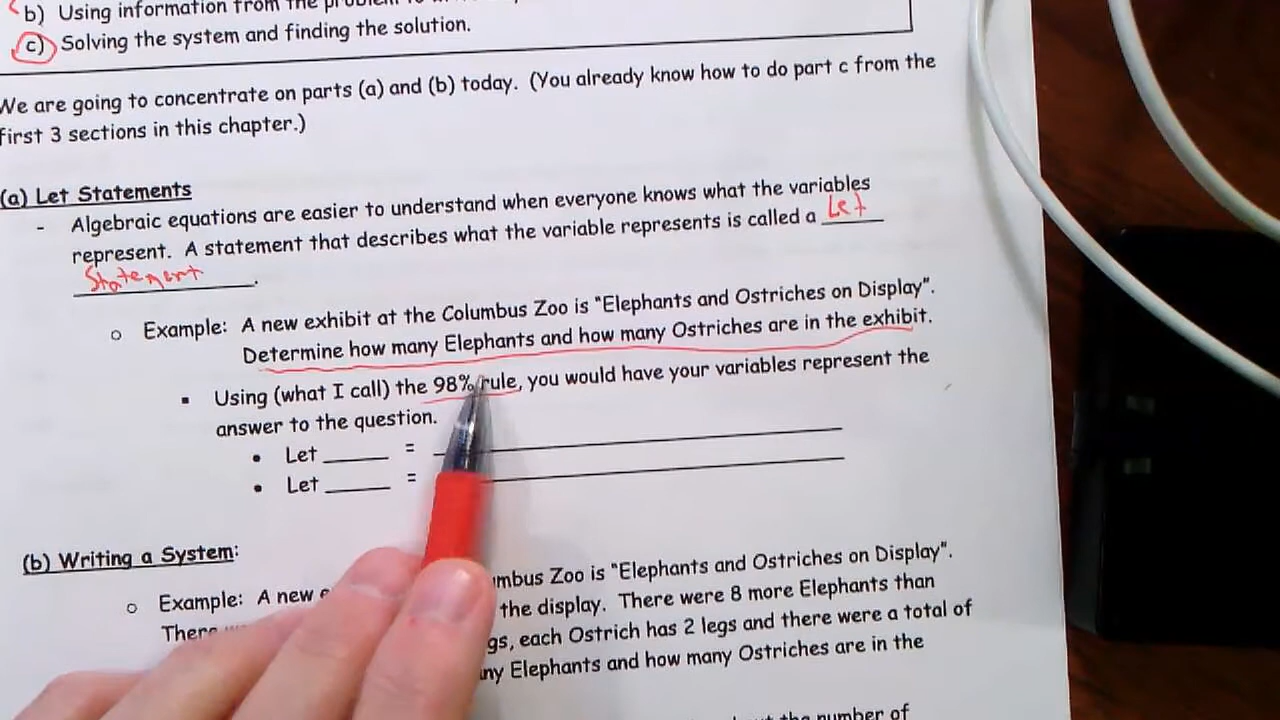 b) Using information from the
c) Solving the system and finding the solution.
We are going to concentrate on parts (a) and (b) today. (You already know how to do part c from the
first 3 sections in this chapter.)
(a) Let Statements
- Algebraic equations are easier to understand when everyone knows what the variables
represent. A statement that describes what the variable represents is called a Let
Statement.
o Example: A new exhibit at the Columbus Zoo is "Elephants and Ostriches on Display".
Determine how many Elephants and how many Ostriches are in the exhibit.
▪ Using (what I call) the 98% rule, you would have your variables represent the
answer to the question.
• Let ______ = ______
• Let ______ = ______
(b) Writing a System:
o Example: A new Zoo is "Elephants and Ostriches on Display".
the display. There were 8 more Elephants than
each Ostrich has 2 legs and there were a total of
Elephants and how many Ostriches are in the
number of